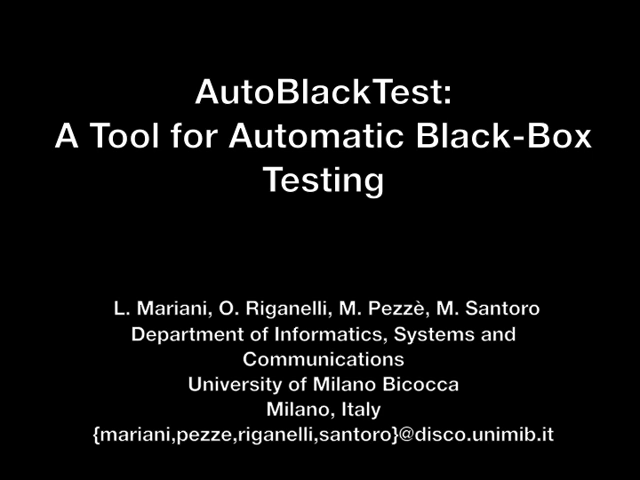 AutoBlackTest:
A Tool for Automatic Black-Box
Testing
L. Mariani, O. Riganelli, M. Pezzè, M. Santoro
Department of Informatics, Systems and
Communications
University of Milano Bicocca
Milano, Italy
{mariani,pezze,riganelli,santoro}@disco.unimib.it